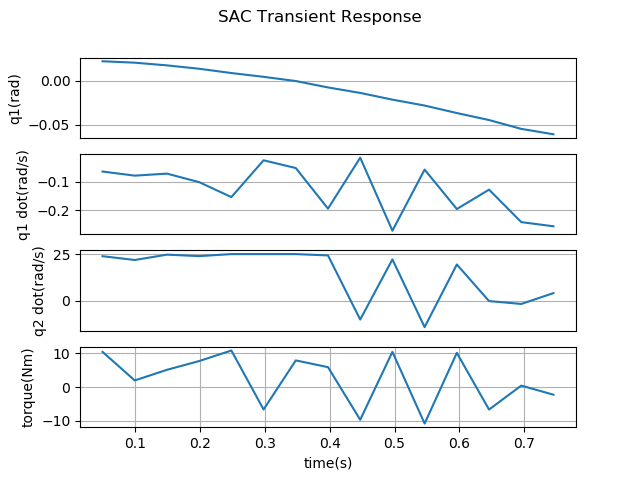 SAC Transient Response
q1(rad)
0.00
−0.05
q1 dot(rad/s)
−0.1
−0.2
q2 dot(rad/s)
25
0
torque(Nm)
10
0
−10
0.1 0.2 0.3 0.4 0.5 0.6 0.7
time(s)